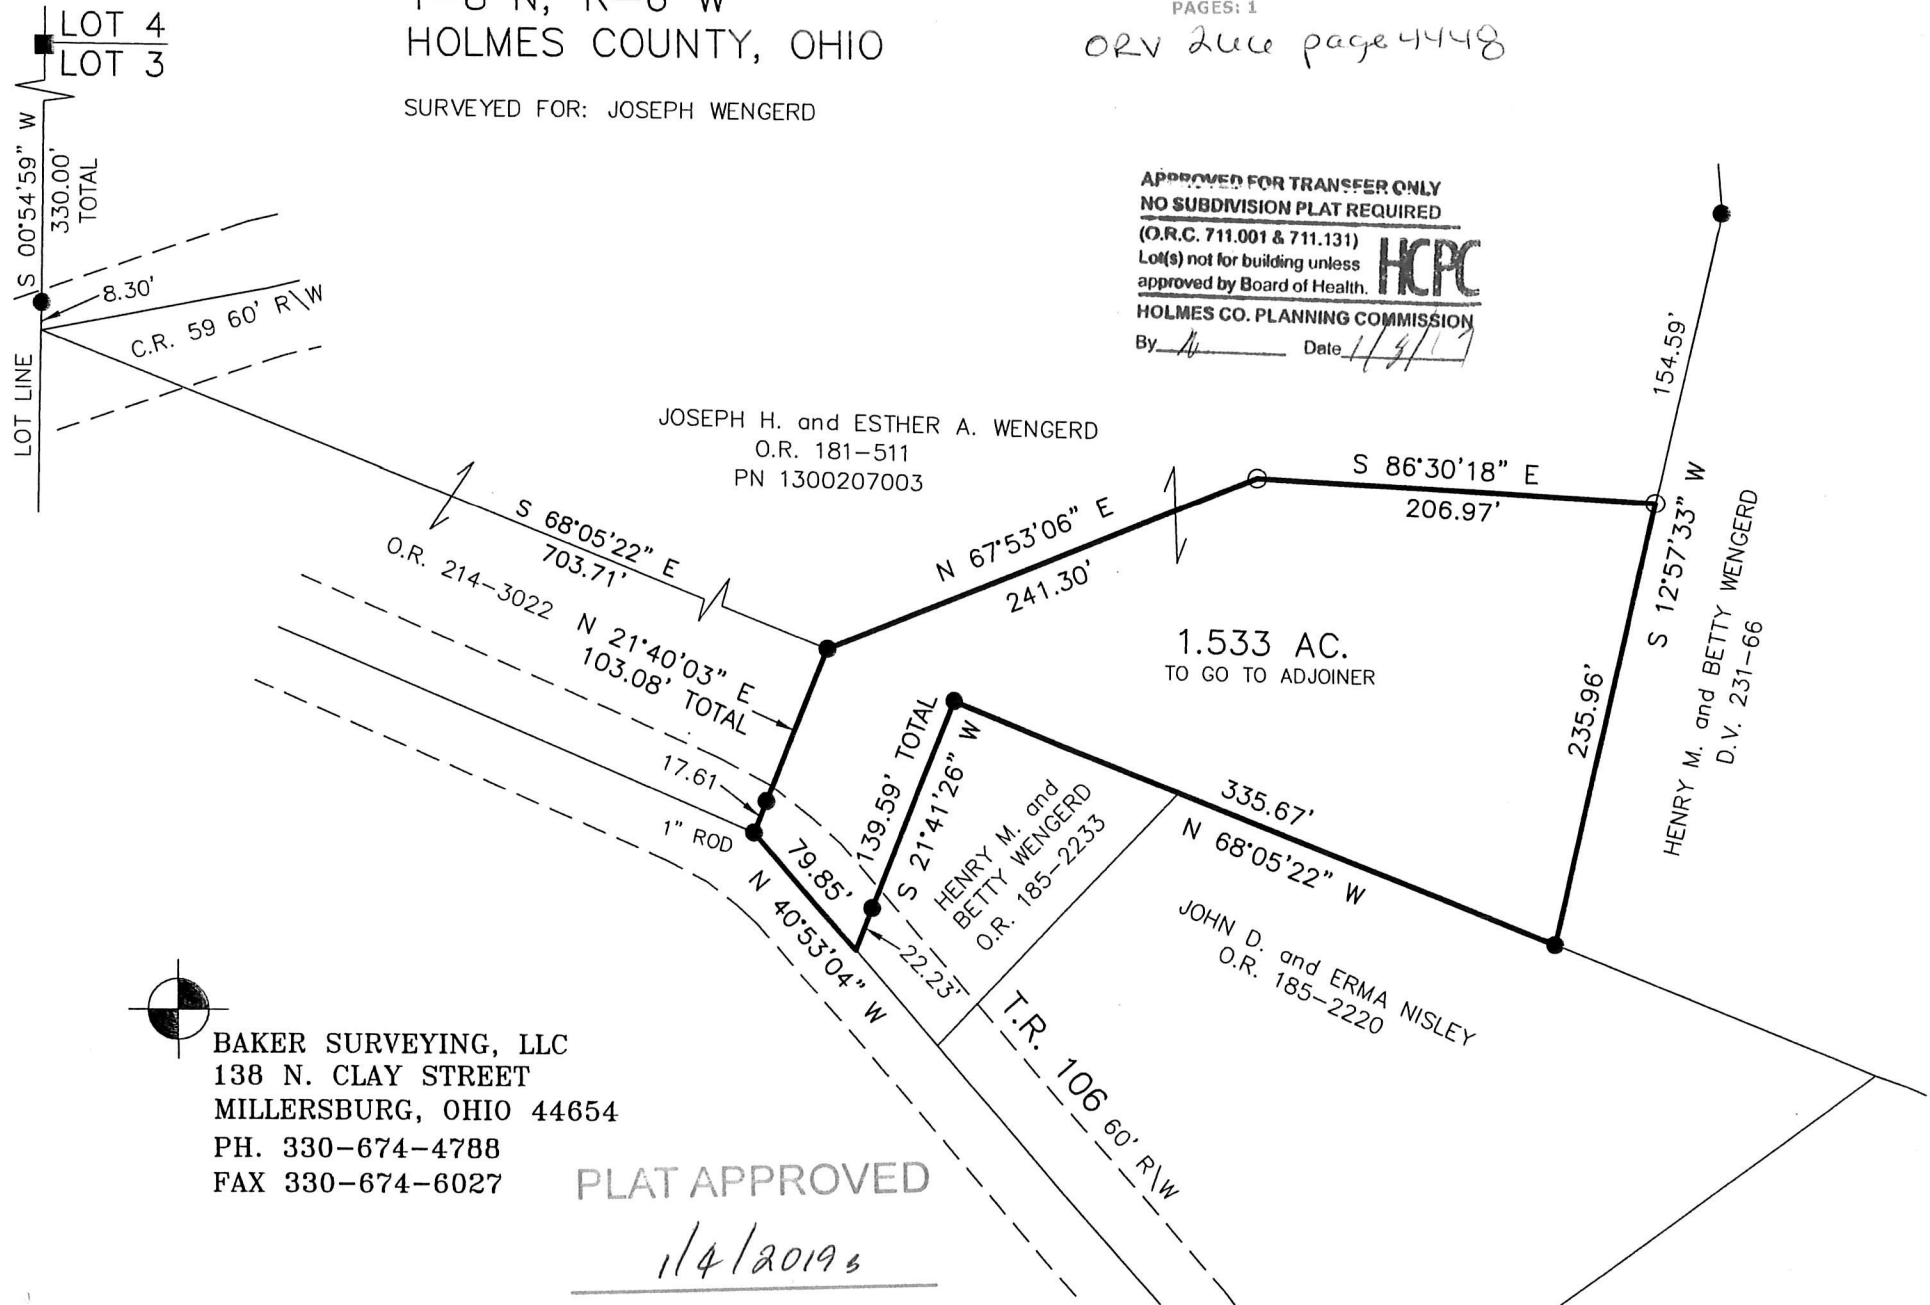 PAGES: 1
LOT 4
LOT 3
HOLMES COUNTY, OHIO
ORV 266 page 4448
SURVEYED FOR: JOSEPH WENGERD
S 00°54'59" W
330.00'
TOTAL
8.30'
C.R. 59 60' R\W
LOT LINE
APPROVED FOR TRANSFER ONLY
NO SUBDIVISION PLAT REQUIRED
(O.R.C. 711.001 & 711.131)
Lot(s) not for building unless
approved by Board of Health.
HCPC
HOLMES CO. PLANNING COMMISSION
By
Date
154.59'
JOSEPH H. and ESTHER A. WENGERD
O.R. 181-511
PN 1300207003
S 68°05'22" E
703.71'
O.R. 214-3022
N 67°53'06" E
241.30'
S 86°30'18" E
206.97'
S 12°57'33" W
235.96'
HENRY M. and BETTY WENGERD
D.V. 231-66
N 21°40'03" E
103.08' TOTAL
1.533 AC.
TO GO TO ADJOINER
17.61
1" ROD
79.85'
N 40°53'04" W
139.59' TOTAL
S 21°41'26" W
22.23'
HENRY M. and
BETTY WENGERD
O.R. 185-2233
335.67'
N 68°05'22" W
JOHN D. and ERMA NISLEY
O.R. 185-2220
T.R. 106 60' R\W
BAKER SURVEYING, LLC
138 N. CLAY STREET
MILLERSBURG, OHIO 44654
PH. 330-674-4788
FAX 330-674-6027
PLAT APPROVED
1/4/2019